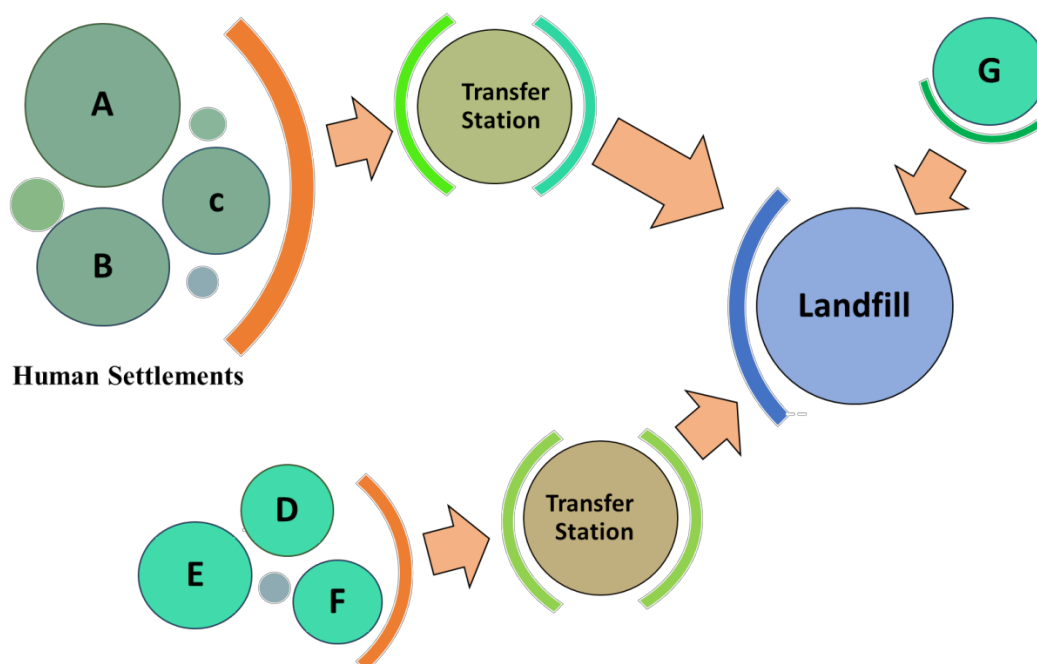 A
Transfer
Station
G
c
B
Landfill
Human Settlements
D
Transfer
Station
E
F